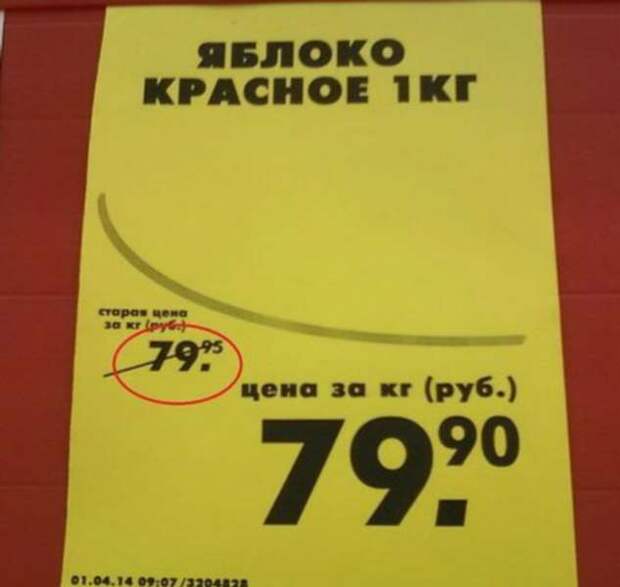 ЯБЛОКО
КРАСНОЕ 1КГ
старая цена
за кг (руб.)
79.95
цена за кг (руб.)
79.90
01.04.14 09:07 /3204828